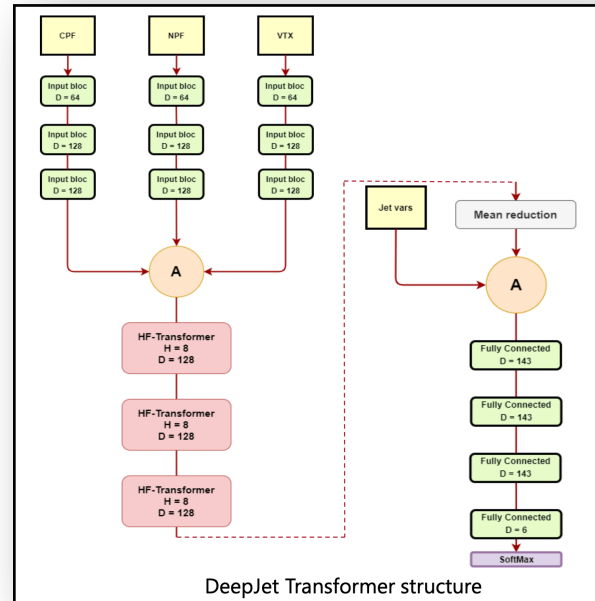 CPF
NPF
VTX
Input bloc
D = 64
Input bloc
D = 64
Input bloc
D = 64
Input bloc
D = 128
Input bloc
D = 128
Input bloc
D = 128
Input bloc
D = 128
Input bloc
D = 128
Input bloc
D = 128
A
HF-Transformer
H = 8
D = 128
HF-Transformer
H = 8
D = 128
HF-Transformer
H = 8
D = 128
Jet vars
Mean reduction
A
Fully Connected
D = 143
Fully Connected
D = 143
Fully Connected
D = 143
Fully Connected
D = 6
SoftMax
DeepJet Transformer structure